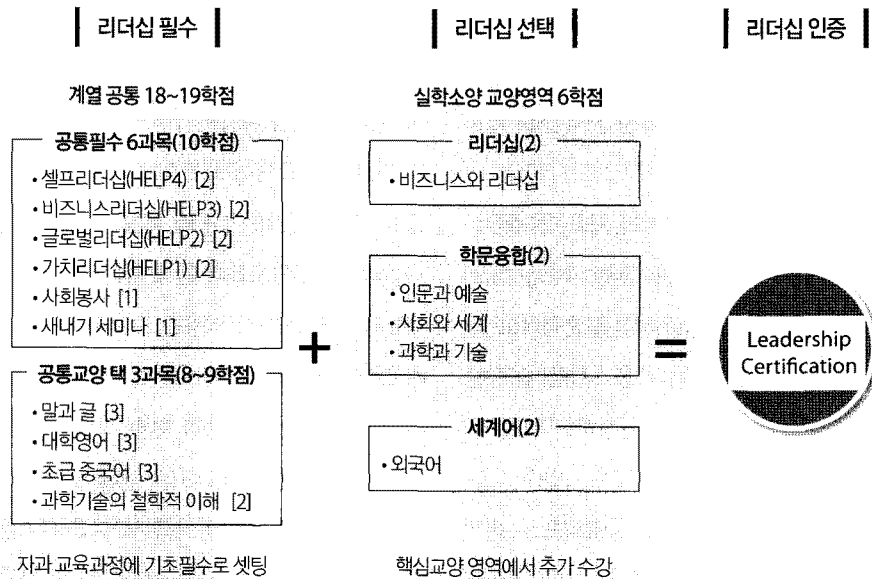 리더십 필수
계열 공통 18~19학점
공통필수 6과목(10학점)
• 셀프리더십(HELP4) [2]
• 비즈니스리더십(HELP3) [2]
• 글로벌리더십(HELP2) [2]
• 가치리더십(HELP1) [2]
• 사회봉사 [1]
• 새내기 세미나 [1]
공통교양 택 3과목(8~9학점)
• 말과 글 [3]
• 대학영어 [3]
• 초급 중국어 [3]
• 과학기술의 철학적 이해 [2]
자과 교육과정에 기초필수로 셋팅
+
리더십 선택
실학소양 교양영역 6학점
리더십(2)
• 비즈니스와 리더십
학문융합(2)
• 인문과 예술
• 사회와 세계
• 과학과 기술
세계어(2)
• 외국어
핵심교양 영역에서 추가 수강
=
리더십 인증
Leadership
Certification